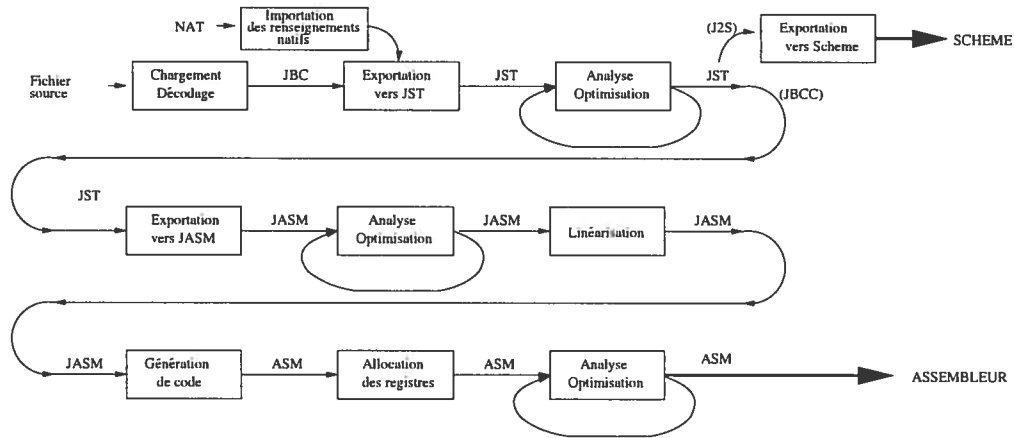 NAT
Importation
des renseignements
natifs
(J2S)
Exportation
vers Scheme
SCHEME
Fichier
source
Chargement
Décodage
JBC
Exportation
vers JST
JST
Analyse
Optimisation
JST
(JBCC)
JST
Exportation
vers JASM
JASM
Analyse
Optimisation
JASM
Linéarisation
JASM
JASM
Génération
de code
ASM
Allocation
des registres
ASM
Analyse
Optimisation
ASM
ASSEMBLEUR